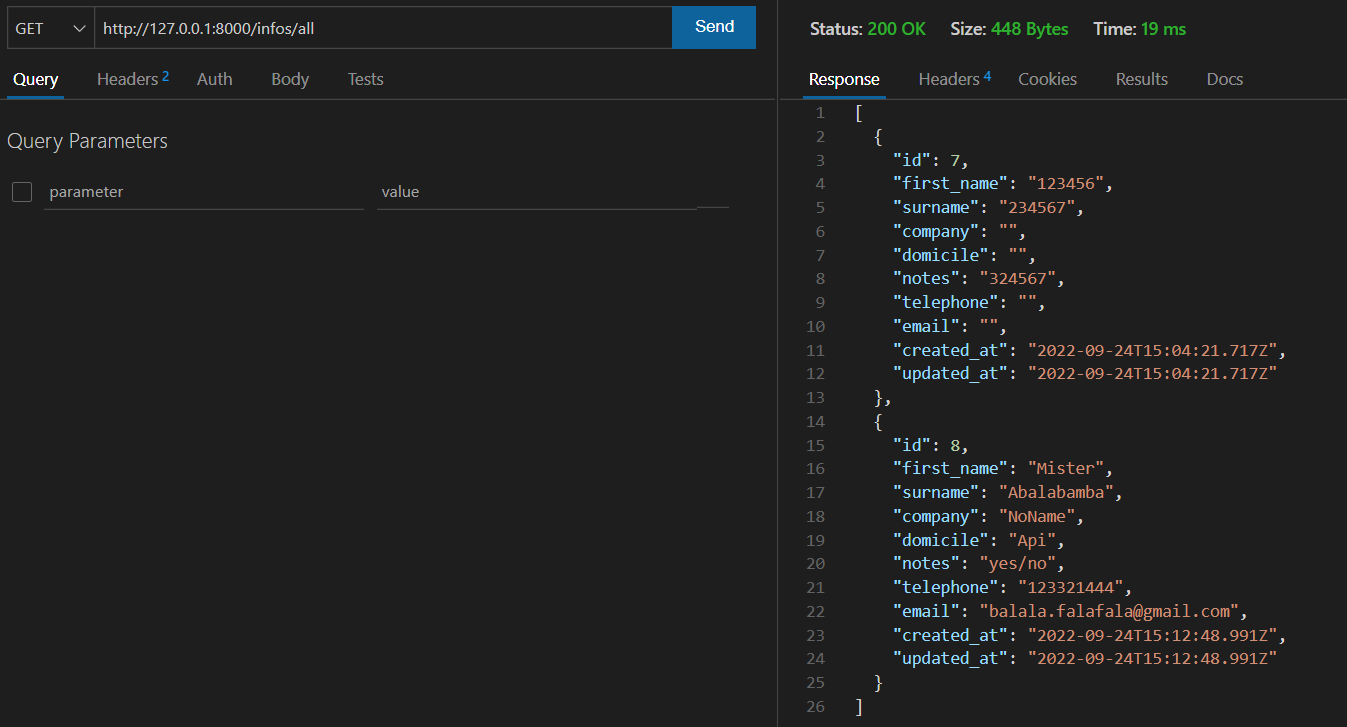 GET http://127.0.0.1:8000/infos/all Send
Query Headers 2 Auth Body Tests
Query Parameters
parameter value
Status: 200 OK Size: 448 Bytes Time: 19 ms
Response Headers 4 Cookies Results Docs
1 [
2 {
3 "id": 7,
4 "first_name": "123456",
5 "surname": "234567",
6 "company": "",
7 "domicile": "",
8 "notes": "324567",
9 "telephone": "",
10 "email": "",
11 "created_at": "2022-09-24T15:04:21.717Z",
12 "updated_at": "2022-09-24T15:04:21.717Z"
13 },
14 {
15 "id": 8,
16 "first_name": "Mister",
17 "surname": "Abalabamba",
18 "company": "NoName",
19 "domicile": "Api",
20 "notes": "yes/no",
21 "telephone": "123321444",
22 "email": "balala.falafala@gmail.com",
23 "created_at": "2022-09-24T15:12:48.991Z",
24 "updated_at": "2022-09-24T15:12:48.991Z"
25 }
26 ]